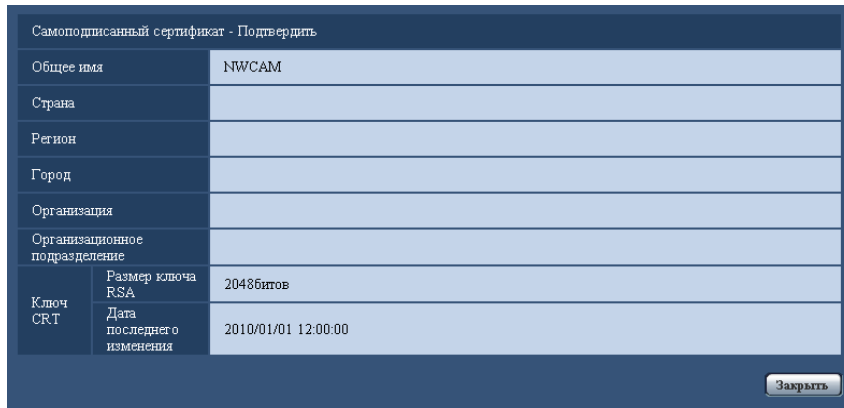 Самоподписанный сертификат - Подтвердить
Общее имя NWCAM
Страна
Регион
Город
Организация
Организационное
подразделение
Ключ
CRT
Размер ключа
RSA
2048битов
Дата
последнего
изменения
2010/01/01 12:00:00
Закрыть